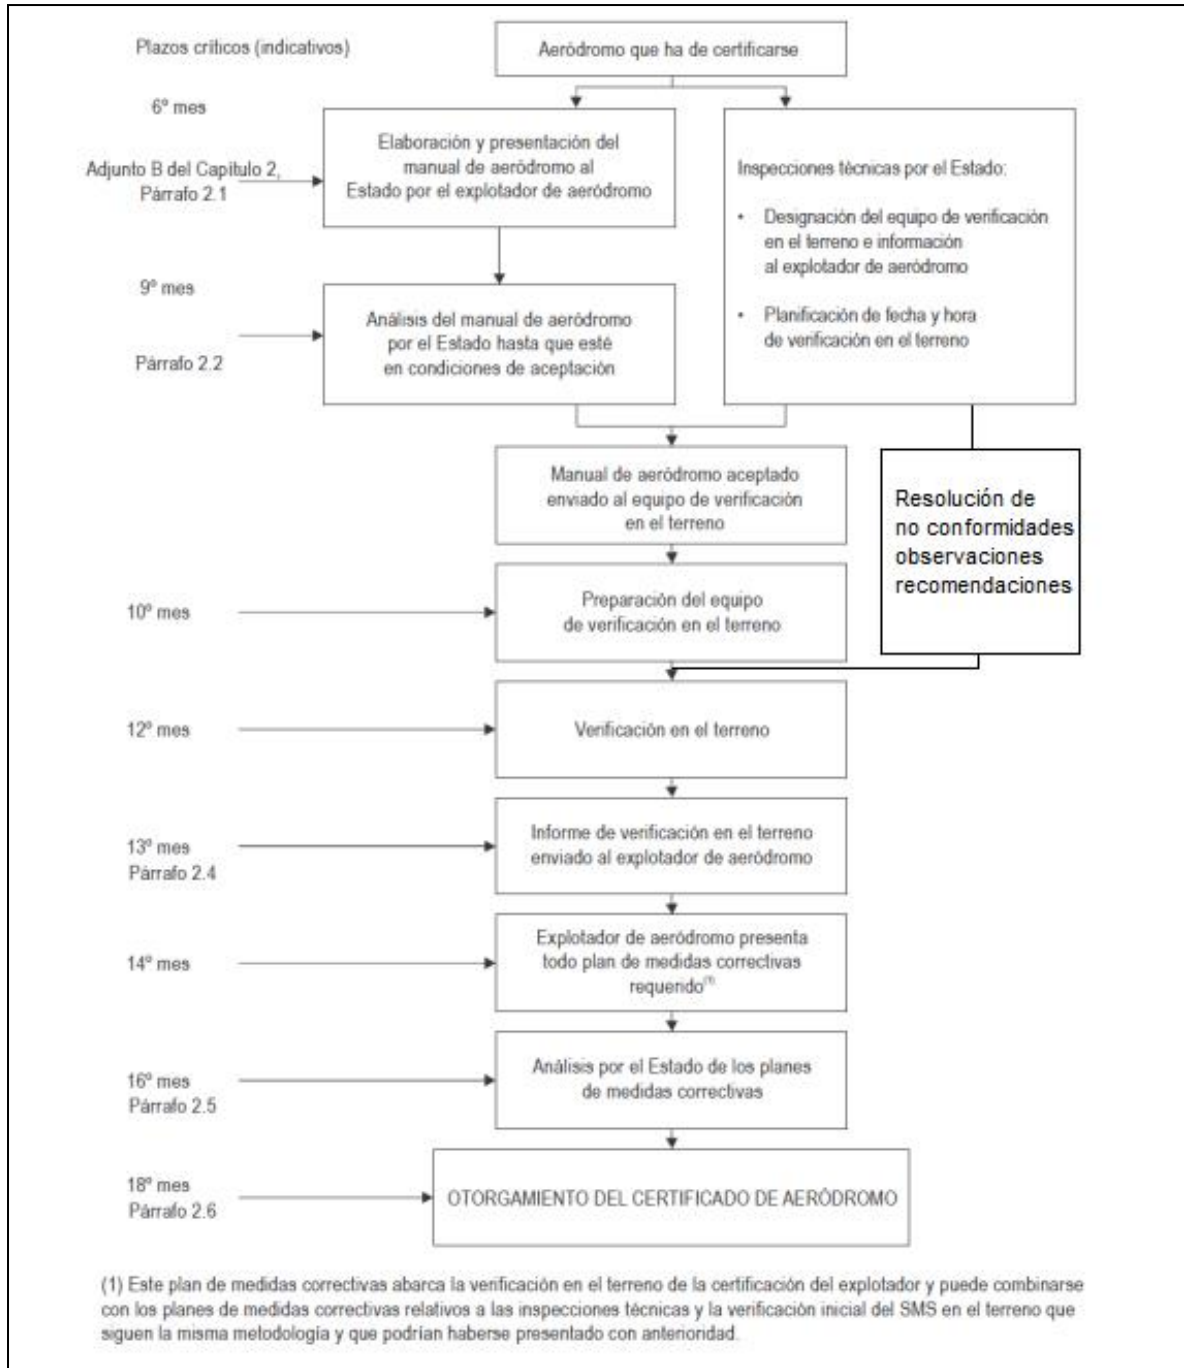 Plazos críticos (indicativos)
Aeródromo que ha de certificarse
6º mes
Adjunto B del Capítulo 2,
Párrafo 2.1
Elaboración y presentación del
manual de aeródromo al
Estado por el explotador de aeródromo
Inspecciones técnicas por el Estado:
• Designación del equipo de verificación
en el terreno e información
al explotador de aeródromo
• Planificación de fecha y hora
de verificación en el terreno
9º mes
Párrafo 2.2
Análisis del manual de aeródromo
por el Estado hasta que esté
en condiciones de aceptación
Manual de aeródromo aceptado
enviado al equipo de verificación
en el terreno
Resolución de
no conformidades
observaciones
recomendaciones
10º mes
Preparación del equipo
de verificación en el terreno
12º mes
Verificación en el terreno
13º mes
Párrafo 2.4
Informe de verificación en el terreno
enviado al explotador de aeródromo
14º mes
Explotador de aeródromo presenta
todo plan de medidas correctivas
requerido(1)
16º mes
Párrafo 2.5
Análisis por el Estado de los planes
de medidas correctivas
18º mes
Párrafo 2.6
OTORGAMIENTO DEL CERTIFICADO DE AERÓDROMO
(1) Este plan de medidas correctivas abarca la verificación en el terreno de la certificación del explotador y puede combinarse
con los planes de medidas correctivas relativos a las inspecciones técnicas y la verificación inicial del SMS en el terreno que
siguen la misma metodología y que podrían haberse presentado con anterioridad.